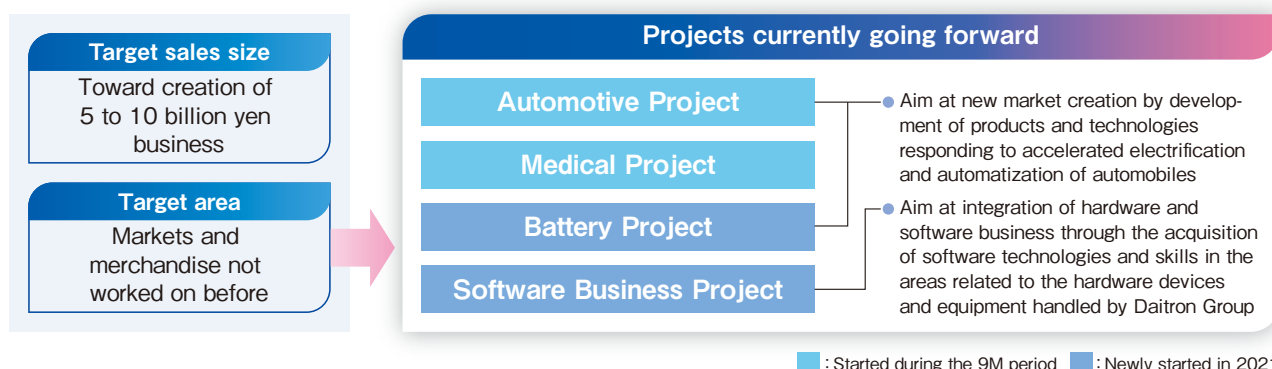 Target sales size
Toward creation of
5 to 10 billion yen
business
Target area
Markets and
merchandise not
worked on before
Projects currently going forward
Automotive Project
Medical Project
Battery Project
Software Business Project
Aim at new market creation by develop-
ment of products and technologies
responding to accelerated electrification
and automatization of automobiles
Aim at integration of hardware and
software business through the acquisition
of software technologies and skills in the
areas related to the hardware devices
and equipment handled by Daitron Group
: Started during the 9M period
: Newly started in 2021